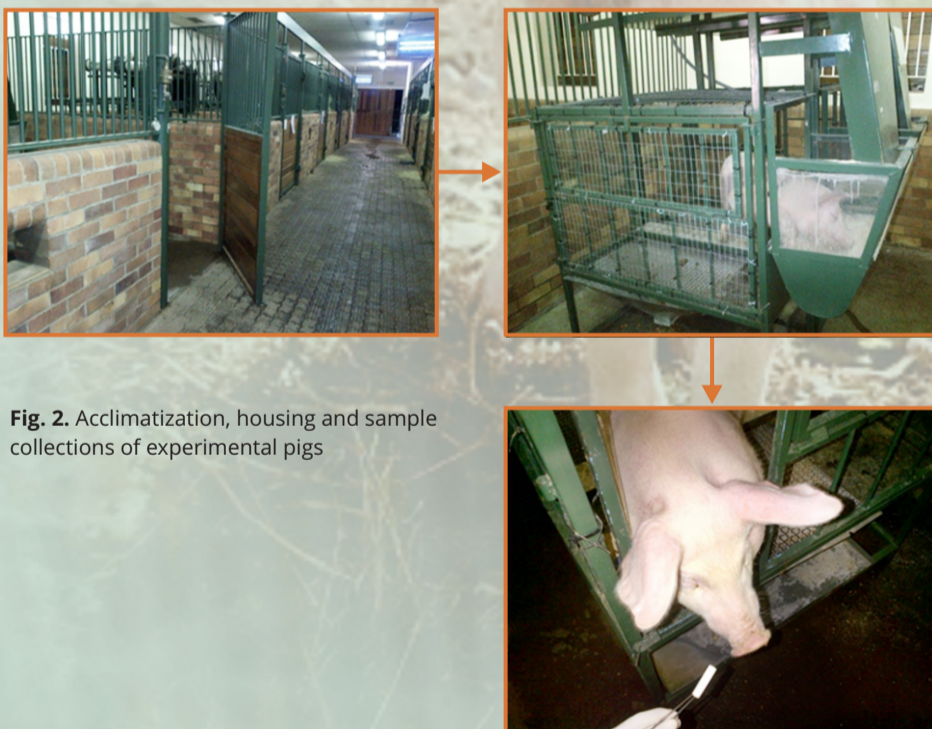 Fig. 2. Acclimatization, housing and sample
collections of experimental pigs